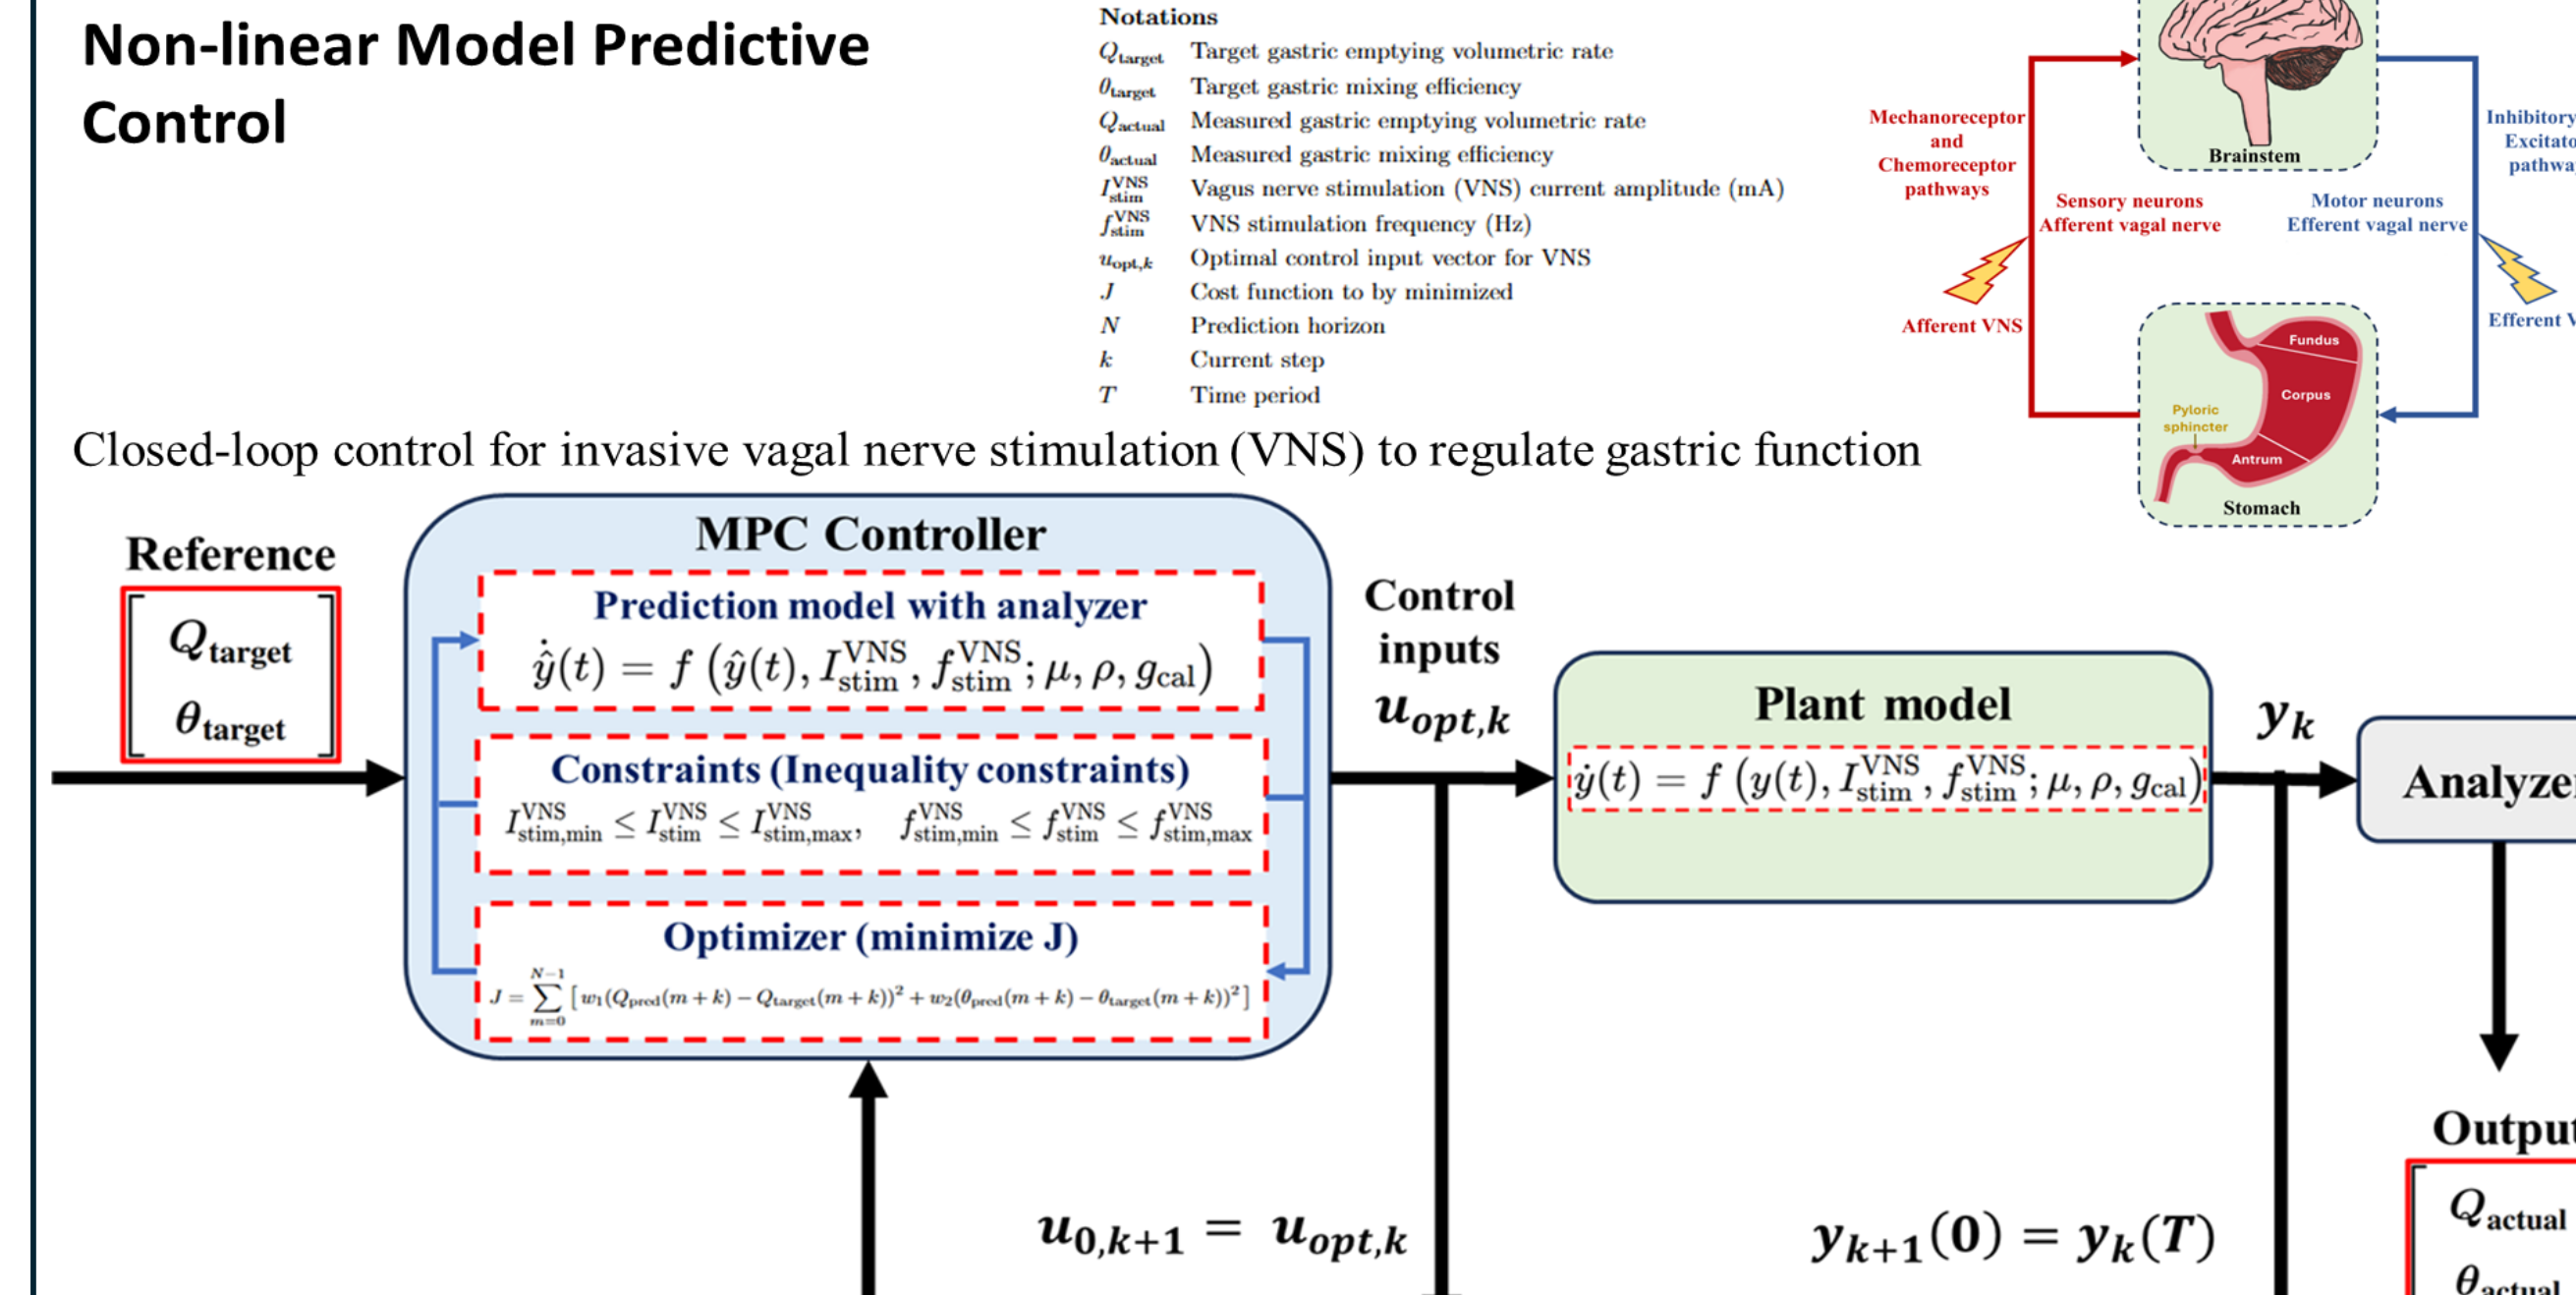 Non-linear Model Predictive
Control
Notations
Q_target Target gastric emptying volumetric rate
θ_target Target gastric mixing efficiency
Q_actual Measured gastric emptying volumetric rate
θ_actual Measured gastric mixing efficiency
I_stim^VNS Vagus nerve stimulation (VNS) current amplitude (mA)
f_stim^VNS VNS stimulation frequency (Hz)
u_opt,k Optimal control input vector for VNS
J Cost function to by minimized
N Prediction horizon
k Current step
T Time period
Brainstem
Mechanoreceptor
and
Chemoreceptor
pathways
Sensory neurons
Afferent vagal nerve
Motor neurons
Efferent vagal nerve
Inhibitory
Afferent VNS
Efferent
Fundus
Corpus
Pyloric
sphincter
Antrum
Stomach
Closed-loop control for invasive vagal nerve stimulation (VNS) to regulate gastric function
Reference
Q_target
θ_target
MPC Controller
Prediction model with analyzer
ẏ̂(t) = f (ŷ(t), I_stim^VNS, f_stim^VNS; μ, ρ, g_cal)
Constraints (Inequality constraints)
I_stim,min^VNS ≤ I_stim^VNS ≤ I_stim,max^VNS, f_stim,min^VNS ≤ f_stim^VNS ≤ f_stim,max^VNS
Optimizer (minimize J)
J = ∑_{m=0}^{N−1} [w₁(Q_pred(m + k) − Q_target(m + k))² + w₂(θ_pred(m + k) − θ_target(m + k))²]
Control
inputs
u_opt,k
Plant model
ẏ(t) = f (y(t), I_stim^VNS, f_stim^VNS; μ, ρ, g_cal)
y_k
Output
Q_actual
θ_actual
u_0,k+1 = u_opt,k
y_k+1(0) = y_k(T)